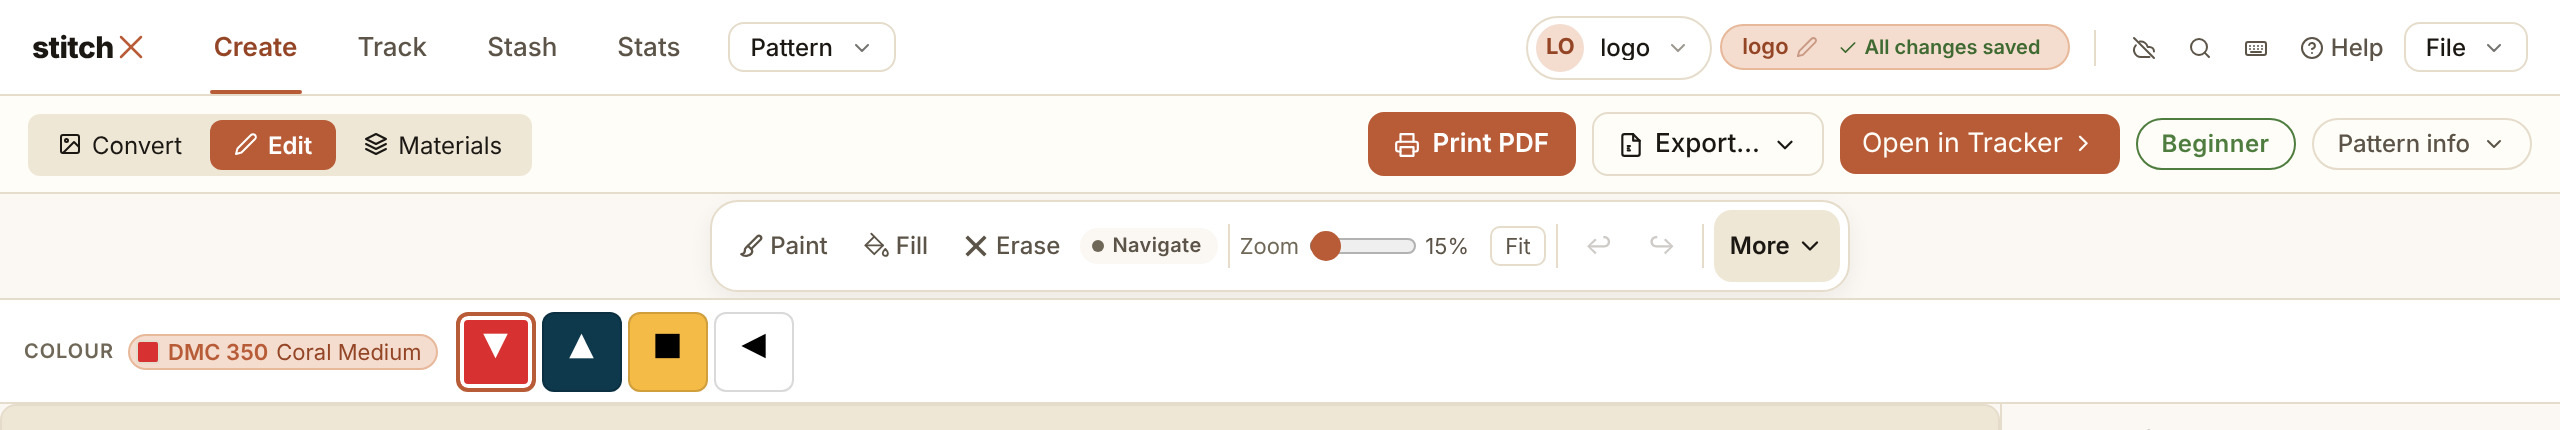 stitch
Create Track Stash Stats Pattern LO logo logo All changes saved Help File
Convert Edit Materials Print PDF Export... Open in Tracker Beginner Pattern info
Paint Fill Erase Navigate Zoom 15% Fit More
COLOUR DMC 350 Coral Medium